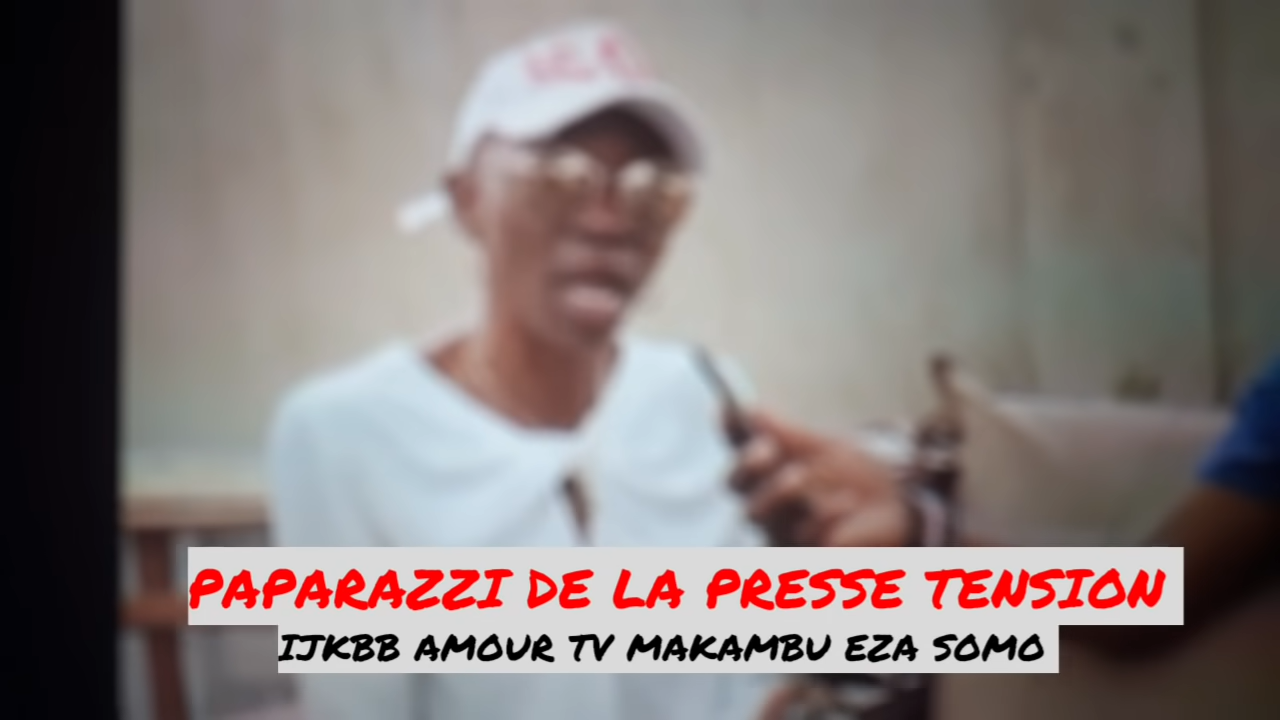 PAPARAZZI DE LA PRESSE TENSION
IJKBB AMOUR TV MAKAMBU EZA SOMO